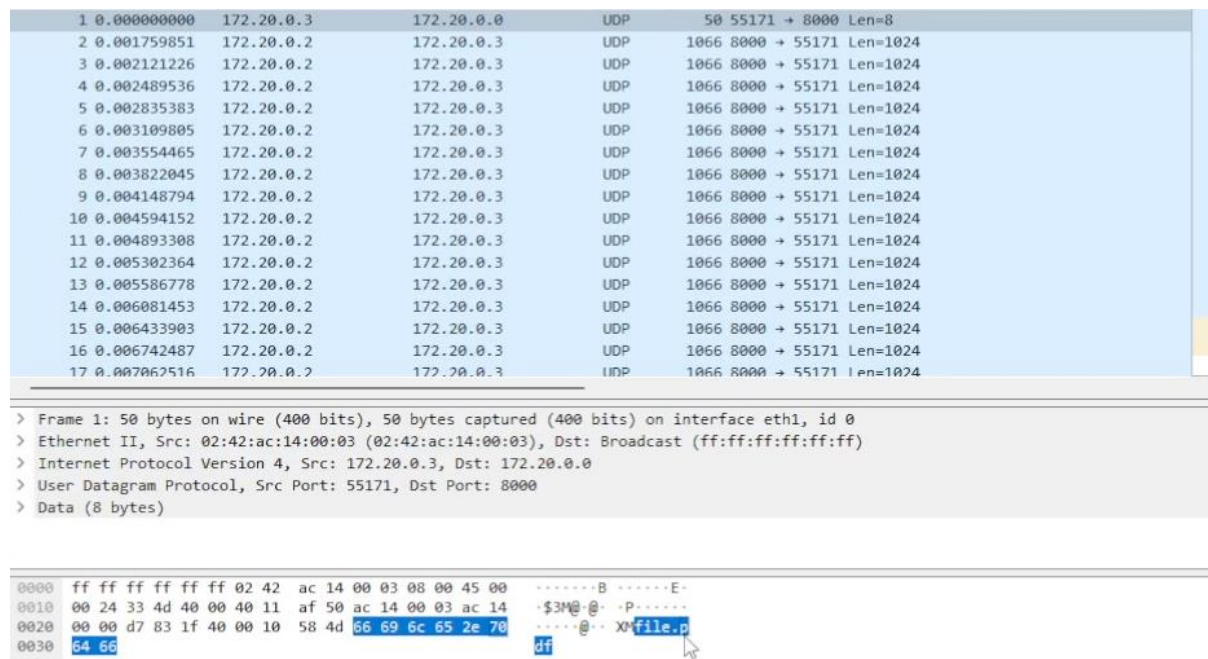 1 0.000000000 172.20.0.3 172.20.0.0 UDP 50 55171 → 8000 Len=8
2 0.001759851 172.20.0.2 172.20.0.3 UDP 1066 8000 → 55171 Len=1024
3 0.002121226 172.20.0.2 172.20.0.3 UDP 1066 8000 → 55171 Len=1024
4 0.002489536 172.20.0.2 172.20.0.3 UDP 1066 8000 → 55171 Len=1024
5 0.002835383 172.20.0.2 172.20.0.3 UDP 1066 8000 → 55171 Len=1024
6 0.003109805 172.20.0.2 172.20.0.3 UDP 1066 8000 → 55171 Len=1024
7 0.003554465 172.20.0.2 172.20.0.3 UDP 1066 8000 → 55171 Len=1024
8 0.003822045 172.20.0.2 172.20.0.3 UDP 1066 8000 → 55171 Len=1024
9 0.004148794 172.20.0.2 172.20.0.3 UDP 1066 8000 → 55171 Len=1024
10 0.004594152 172.20.0.2 172.20.0.3 UDP 1066 8000 → 55171 Len=1024
11 0.004893308 172.20.0.2 172.20.0.3 UDP 1066 8000 → 55171 Len=1024
12 0.005302364 172.20.0.2 172.20.0.3 UDP 1066 8000 → 55171 Len=1024
13 0.005586778 172.20.0.2 172.20.0.3 UDP 1066 8000 → 55171 Len=1024
14 0.006081453 172.20.0.2 172.20.0.3 UDP 1066 8000 → 55171 Len=1024
15 0.006433903 172.20.0.2 172.20.0.3 UDP 1066 8000 → 55171 Len=1024
16 0.006742487 172.20.0.2 172.20.0.3 UDP 1066 8000 → 55171 Len=1024
17 0.007062516 172.20.0.2 172.20.0.3 UDP 1066 8000 → 55171 Len=1024
> Frame 1: 50 bytes on wire (400 bits), 50 bytes captured (400 bits) on interface eth1, id 0
> Ethernet II, Src: 02:42:ac:14:00:03 (02:42:ac:14:00:03), Dst: Broadcast (ff:ff:ff:ff:ff:ff)
> Internet Protocol Version 4, Src: 172.20.0.3, Dst: 172.20.0.0
> User Datagram Protocol, Src Port: 55171, Dst Port: 8000
> Data (8 bytes)
0000 ff ff ff ff ff ff 02 42 ac 14 00 03 08 00 45 00 ·······B ······E·
0010 00 24 33 4d 40 00 40 11 af 50 ac 14 00 03 ac 14 ·$3M@·@· ·P······
0020 00 00 d7 83 1f 40 00 10 58 4d 66 69 6c 65 2e 70 ·····@·· XMfile.p
0030 64 66 df